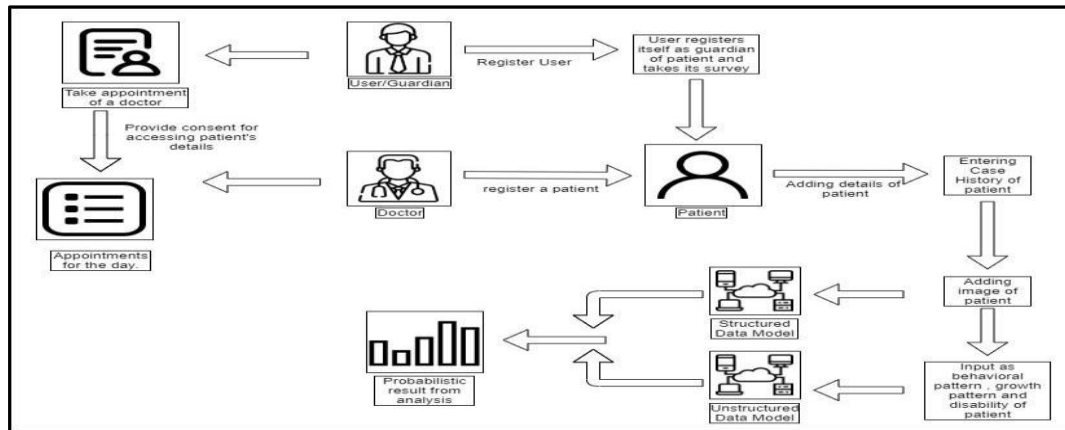 User registers
itself as guardian
of patient and
takes its survey
Register User
User/Guardian
Take appointment
of a doctor
Provide consent for
accessing patient's
details
Entering
Case
History of
patient
register a patient
Adding details of
patient
Doctor
Patient
Appointments
for the day.
Adding
image of
patient
Structured
Data Model
Input as
behavioral
pattern , growth
pattern and
disability of
patient
Probabilistic
result from
analysis
Unstructured
Data Model